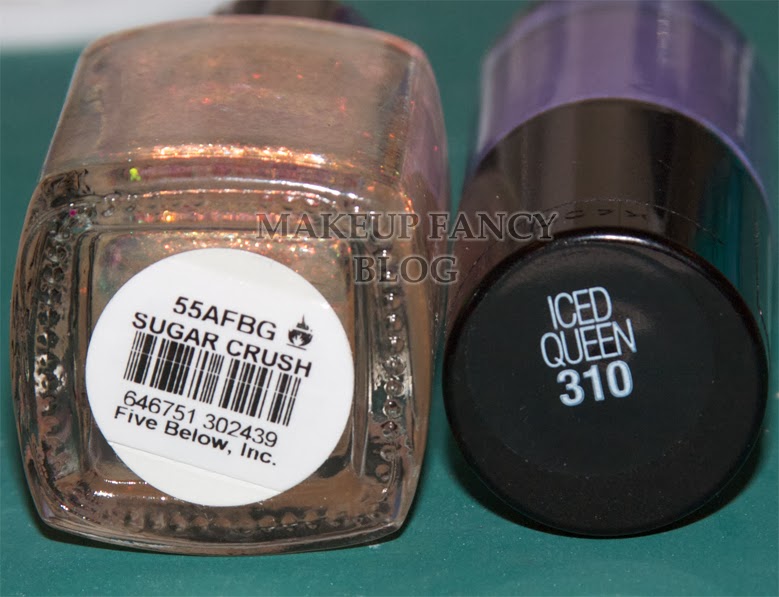 MAKEUP FANCY
BLOG
55AFBG
SUGAR CRUSH
646751 302439
Five Below, Inc.
ICED
QUEEN
310